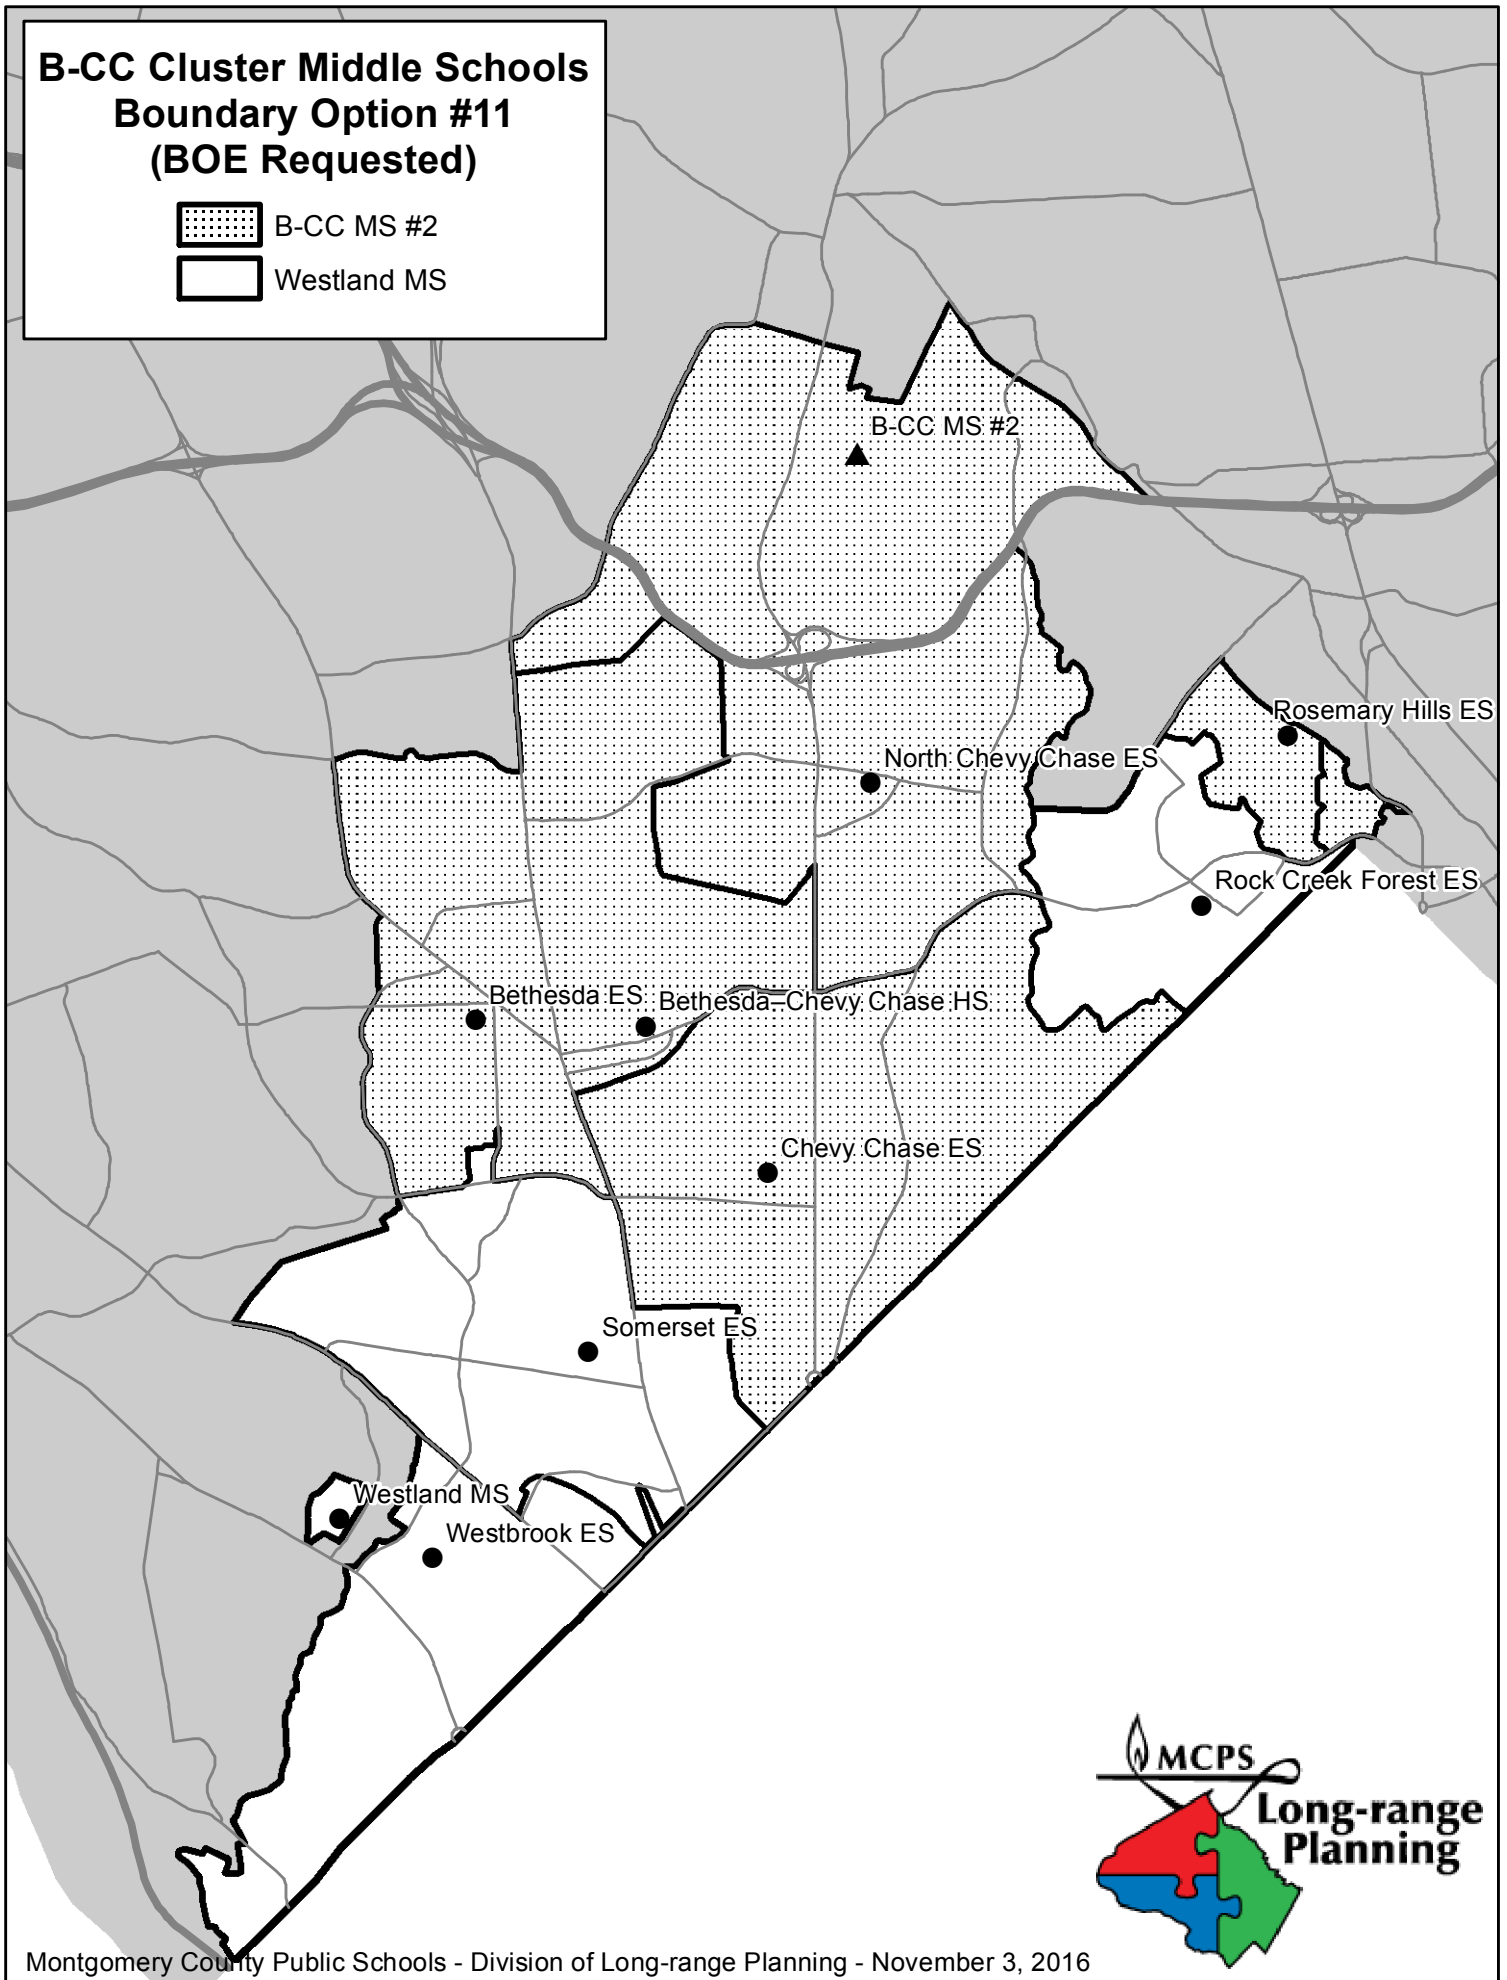 B-CC Cluster Middle Schools
Boundary Option #11
(BOE Requested)
B-CC MS #2
Westland MS
B-CC MS #2
Rosemary Hills ES
North Chevy Chase ES
Rock Creek Forest ES
Bethesda ES
Bethesda–Chevy Chase HS
Chevy Chase ES
Somerset ES
Westland MS
Westbrook ES
MCPS
Long-range
Planning
Montgomery County Public Schools - Division of Long-range Planning - November 3, 2016